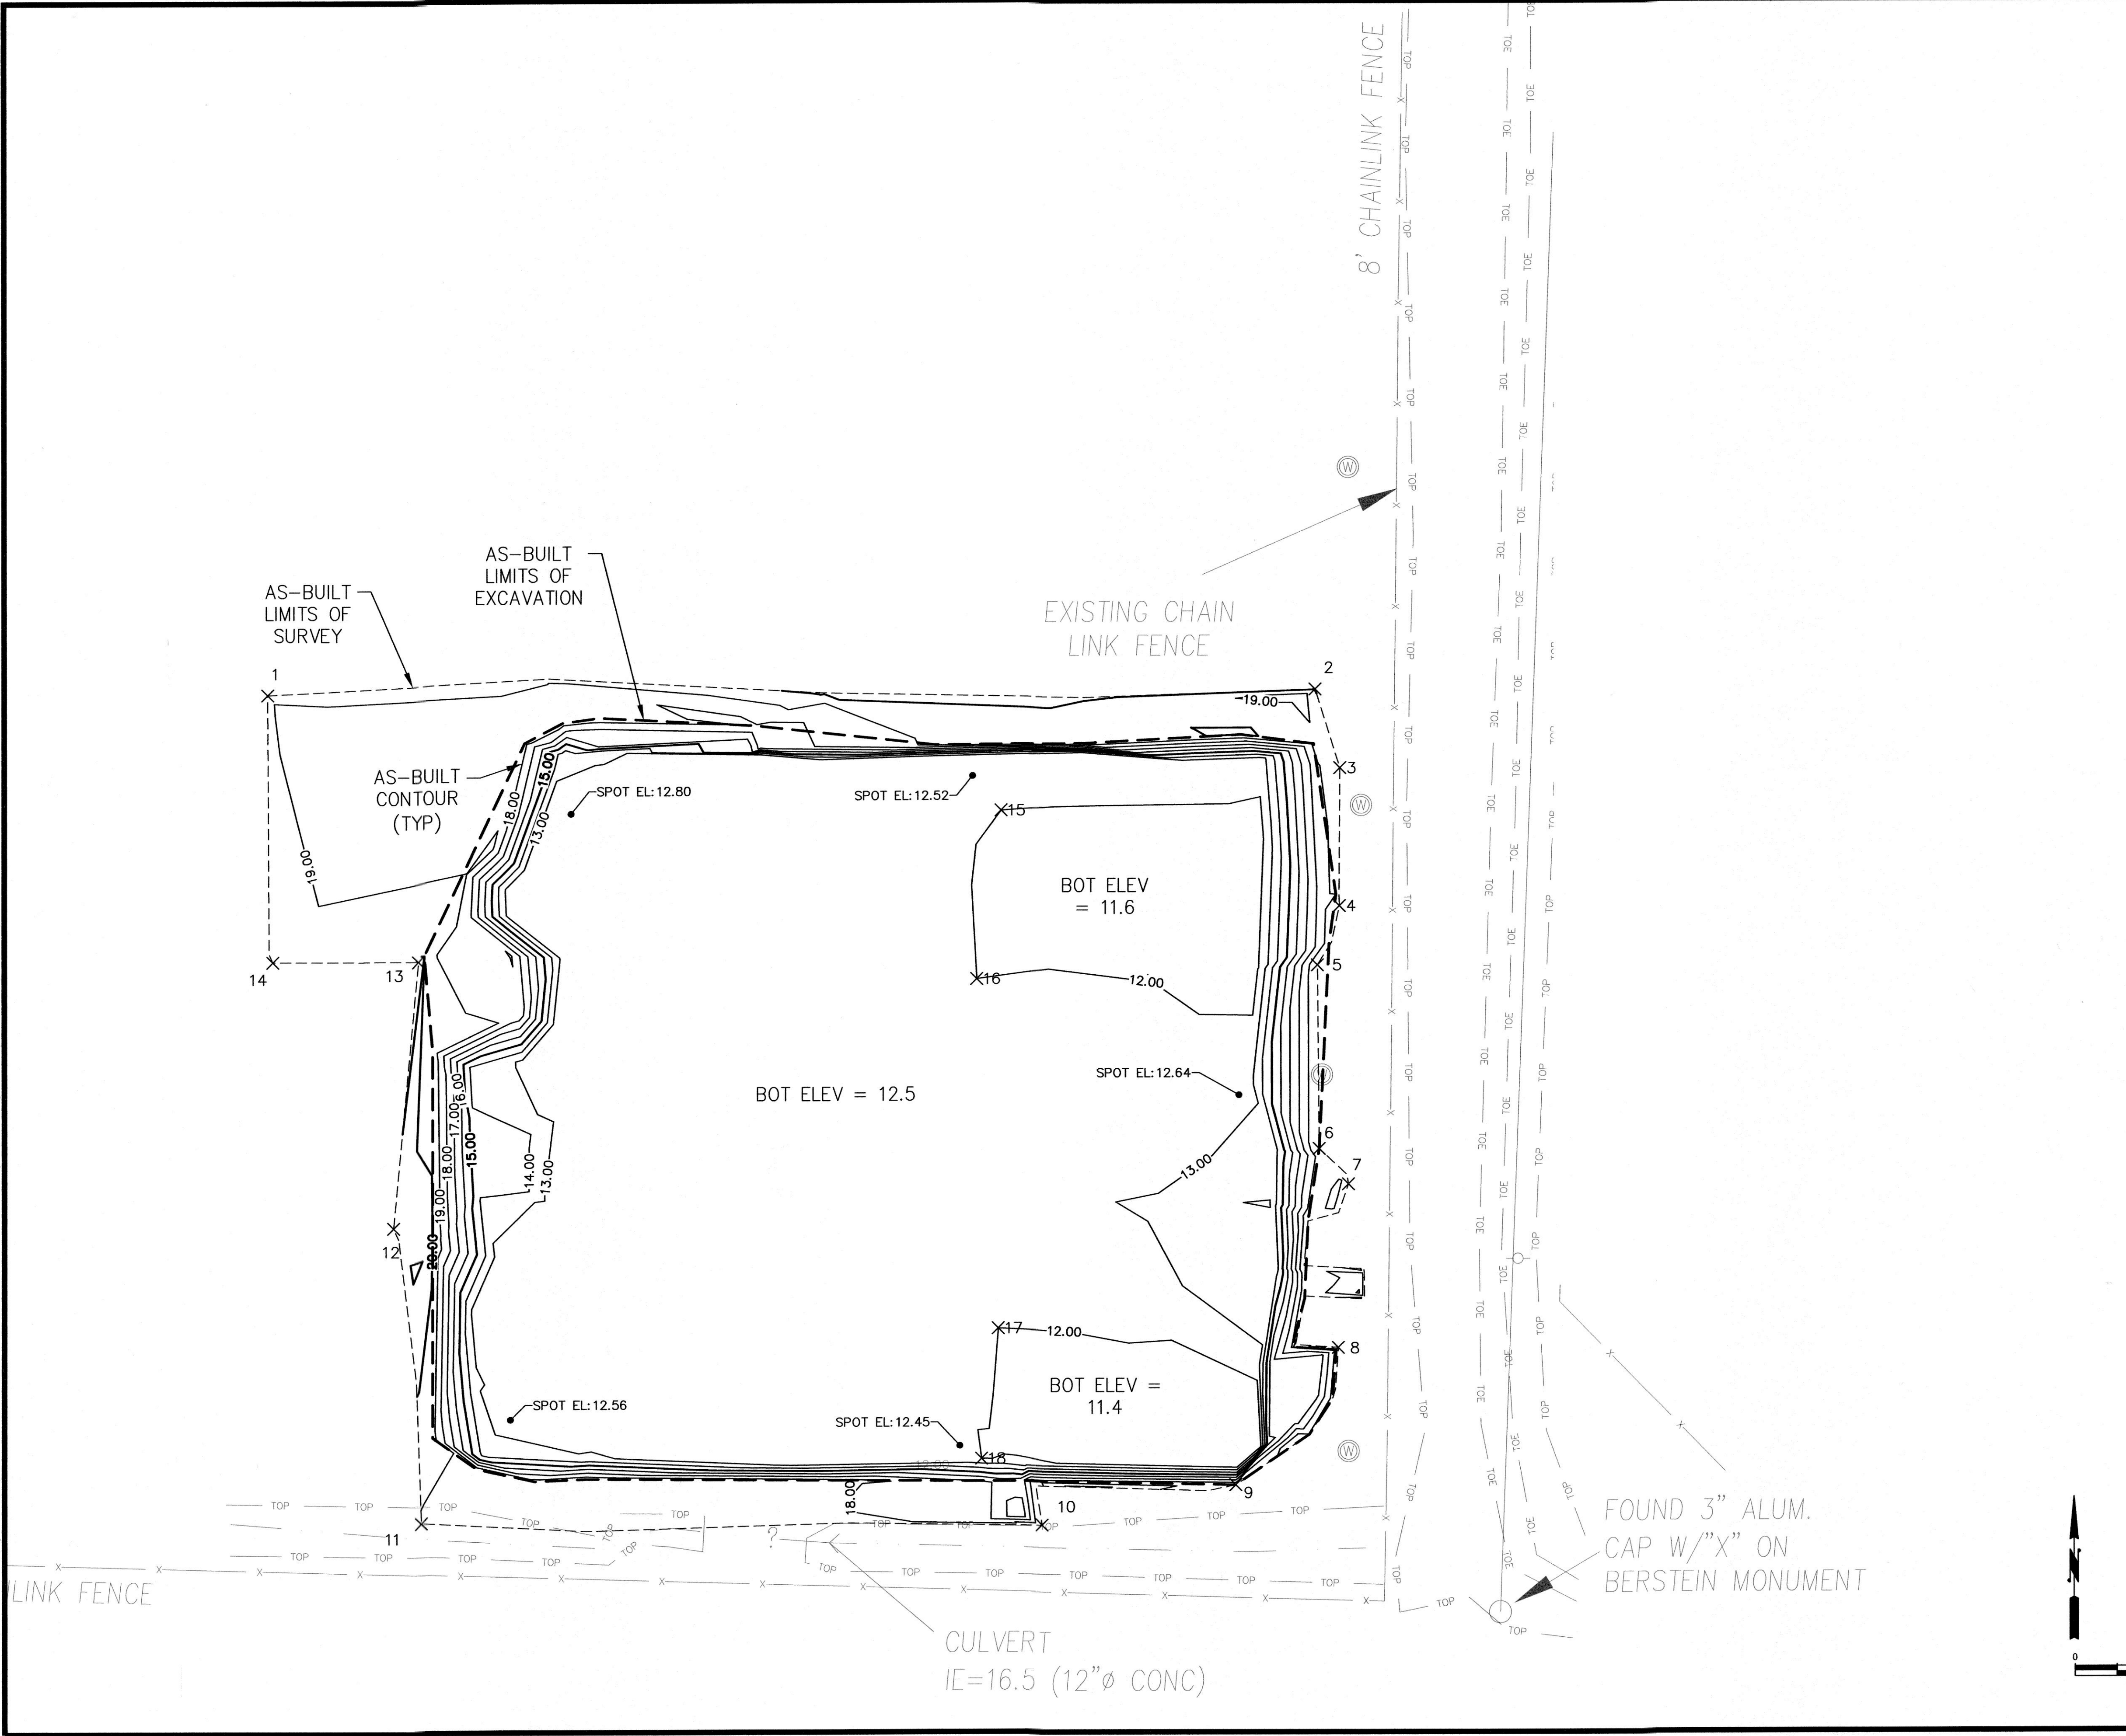 8' CHAINLINK FENCE
AS-BUILT
LIMITS OF
EXCAVATION
AS-BUILT
LIMITS OF
SURVEY
EXISTING CHAIN
LINK FENCE
1
2
19.00
3
AS-BUILT
CONTOUR
(TYP)
18.00
15.00
13.00
SPOT EL:12.80
SPOT EL:12.52
15
19.00
BOT ELEV
= 11.6
4
14
13
16
12.00
5
BOT ELEV = 12.5
SPOT EL:12.64
16.00
17.00
18.00
15.00
19.00
14.00
13.00
20.00
13.00
6
7
12
17
12.00
8
BOT ELEV =
11.4
SPOT EL:12.56
SPOT EL:12.45
18
18.00
9
10
11
?
W
W
W
W
TOP
TOE
X
LINK FENCE
CULVERT
IE=16.5 (12"ø CONC)
FOUND 3" ALUM.
CAP W/"X" ON
BERSTEIN MONUMENT
N
0